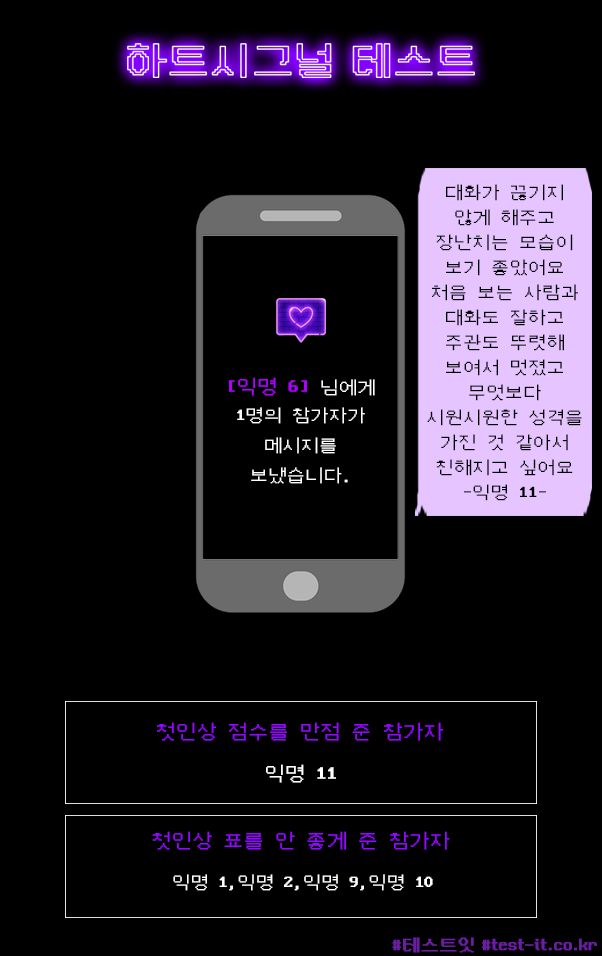 하트시그널 테스트
[익명 6] 님에게
1명의 참가자가
메시지를
보냈습니다.
대화가 끊기지
않게 해주고
장난치는 모습이
보기 좋았어요
처음 보는 사람과
대화도 잘하고
주관도 뚜렷해
보여서 멋졌고
무엇보다
시원시원한 성격을
가진 것 같아서
친해지고 싶어요
-익명 11-
첫인상 점수를 만점 준 참가자
익명 11
첫인상 표를 안 좋게 준 참가자
익명 1,익명 2,익명 9,익명 10
#테스트잇 #test-it.co.kr